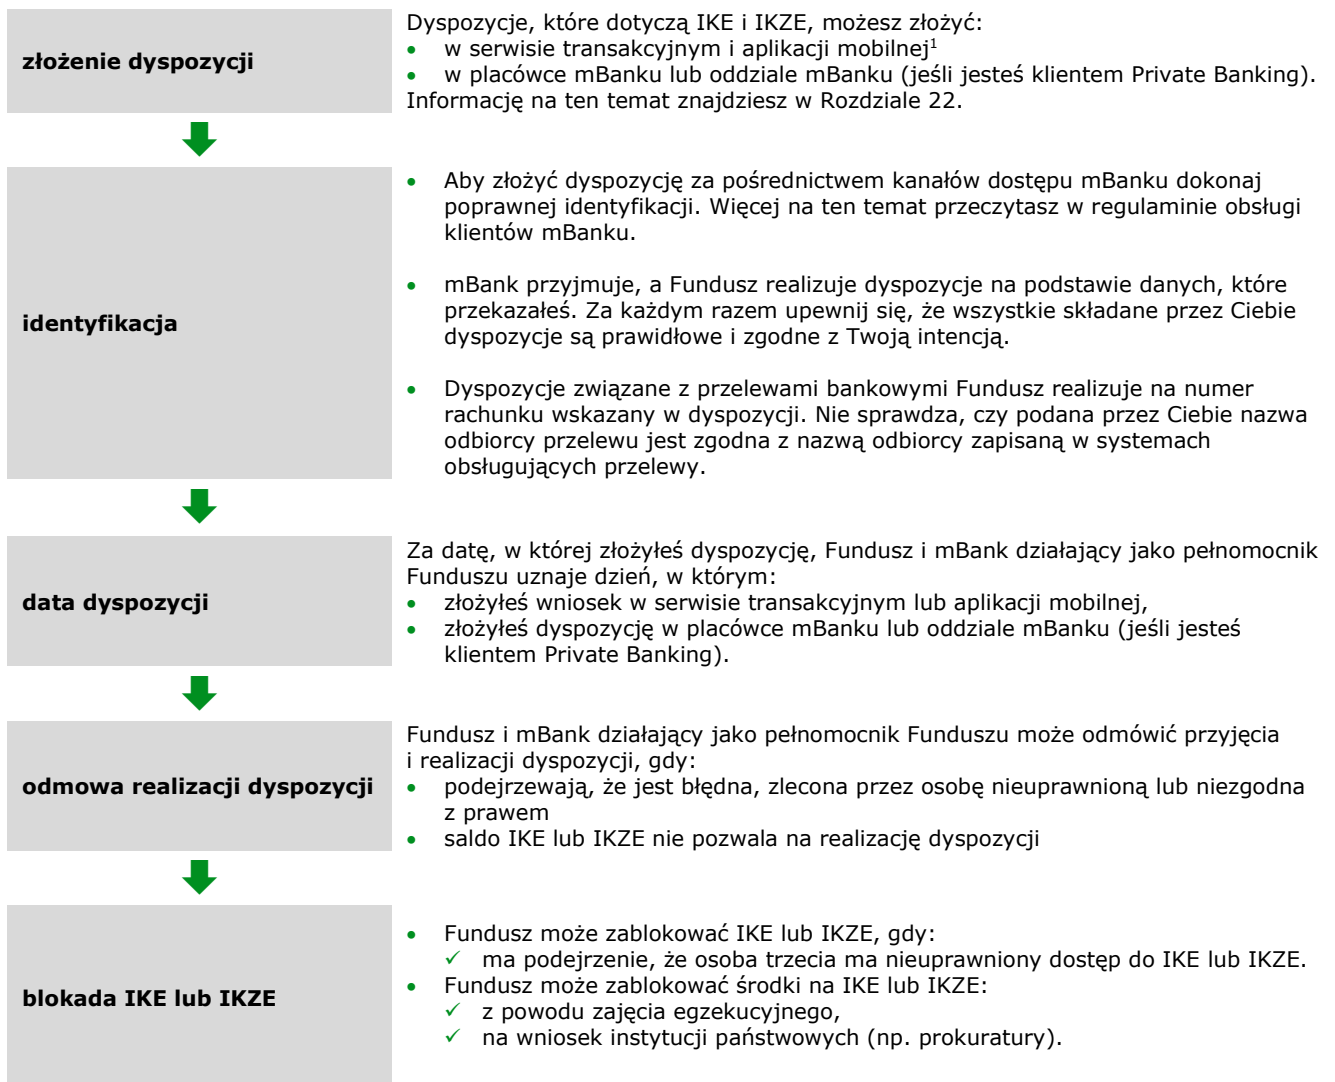 złożenie dyspozycji
Dyspozycje, które dotyczą IKE i IKZE, możesz złożyć:
• w serwisie transakcyjnym i aplikacji mobilnej¹
• w placówce mBanku lub oddziale mBanku (jeśli jesteś klientem Private Banking).
Informację na ten temat znajdziesz w Rozdziale 22.
identyfikacja
• Aby złożyć dyspozycję za pośrednictwem kanałów dostępu mBanku dokonaj
poprawnej identyfikacji. Więcej na ten temat przeczytasz w regulaminie obsługi
klientów mBanku.
• mBank przyjmuje, a Fundusz realizuje dyspozycje na podstawie danych, które
przekazałeś. Za każdym razem upewnij się, że wszystkie składane przez Ciebie
dyspozycje są prawidłowe i zgodne z Twoją intencją.
• Dyspozycje związane z przelewami bankowymi Fundusz realizuje na numer
rachunku wskazany w dyspozycji. Nie sprawdza, czy podana przez Ciebie nazwa
odbiorcy przelewu jest zgodna z nazwą odbiorcy zapisaną w systemach
obsługujących przelewy.
data dyspozycji
Za datę, w której złożyłeś dyspozycję, Fundusz i mBank działający jako pełnomocnik
Funduszu uznaje dzień, w którym:
• złożyłeś wniosek w serwisie transakcyjnym lub aplikacji mobilnej,
• złożyłeś dyspozycję w placówce mBanku lub oddziale mBanku (jeśli jesteś
klientem Private Banking).
odmowa realizacji dyspozycji
Fundusz i mBank działający jako pełnomocnik Funduszu może odmówić przyjęcia
i realizacji dyspozycji, gdy:
• podejrzewają, że jest błędna, zlecona przez osobę nieuprawnioną lub niezgodna
z prawem
• saldo IKE lub IKZE nie pozwala na realizację dyspozycji
blokada IKE lub IKZE
• Fundusz może zablokować IKE lub IKZE, gdy:
✓ ma podejrzenie, że osoba trzecia ma nieuprawniony dostęp do IKE lub IKZE.
• Fundusz może zablokować środki na IKE lub IKZE:
✓ z powodu zajęcia egzekucyjnego,
✓ na wniosek instytucji państwowych (np. prokuratury).